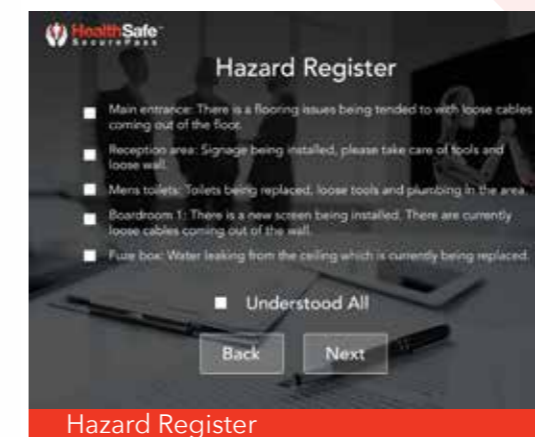 HealthSafe
SecurePass
Hazard Register
Main entrance: There is a flooring issues being tended to with loose cables
coming out of the floor.
Reception area: Signage being installed, please take care of tools and
loose wall.
Mens toilets: Toilets being replaced, loose tools and plumbing in the area.
Boardroom 1: There is a new screen being installed. There are currently
loose cables coming out of the wall.
Fuze box: Water leaking from the ceiling which is currently being replaced.
Understood All
Back
Next
Hazard Register